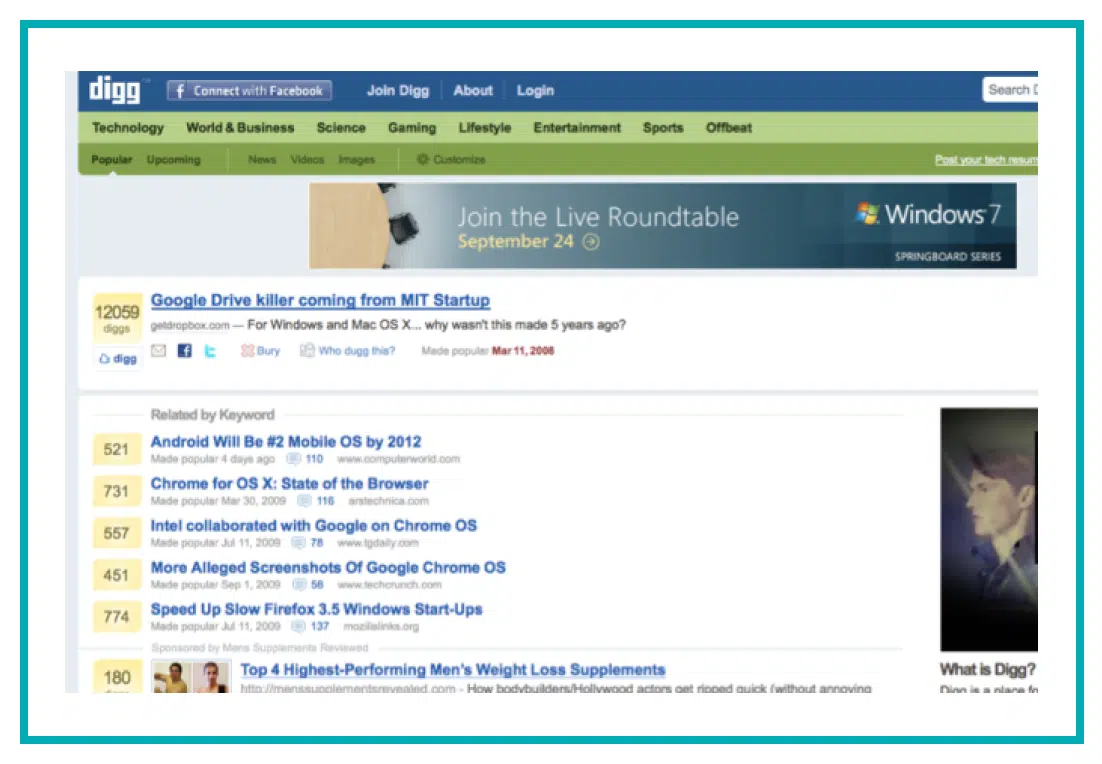 digg™ f Connect with Facebook Join Digg About Login Search D
Technology World & Business Science Gaming Lifestyle Entertainment Sports Offbeat
Popular Upcoming News Videos Images Customize Post your tech resum
Join the Live Roundtable
September 24
Windows 7
SPRINGBOARD SERIES
12059
diggs
digg
Google Drive killer coming from MIT Startup
getdropbox.com — For Windows and Mac OS X... why wasn't this made 5 years ago?
Bury Who dugg this? Made popular Mar 11, 2008
Related by Keyword
521 Android Will Be #2 Mobile OS by 2012
Made popular 4 days ago 110 www.computerworld.com
731 Chrome for OS X: State of the Browser
Made popular Mar 30, 2009 116 arstechnica.com
557 Intel collaborated with Google on Chrome OS
Made popular Jul 11, 2009 78 www.tgdaily.com
451 More Alleged Screenshots Of Google Chrome OS
Made popular Sep 1, 2009 56 www.techcrunch.com
774 Speed Up Slow Firefox 3.5 Windows Start-Ups
Made popular Jul 11, 2009 137 mozillalinks.org
Sponsored by Mens Supplements Reviewed
180 Top 4 Highest-Performing Men's Weight Loss Supplements
http://menssupplementsrevealed.com - How bodybuilders/Hollywood actors get ripped quick (without annoying
What is Digg?
Digg is a place fo